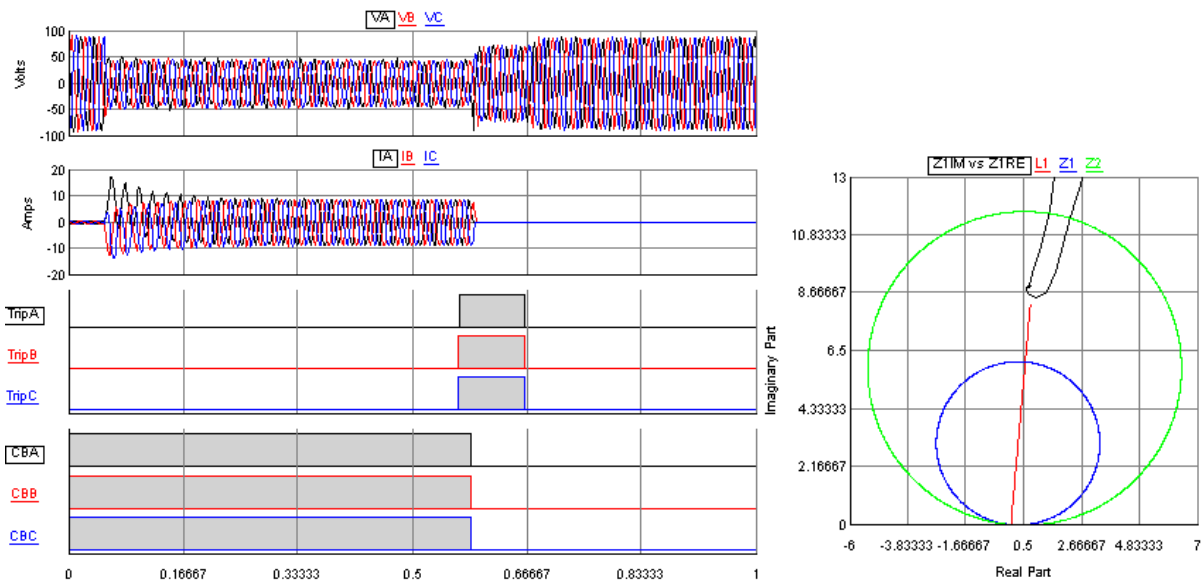 VA VB VC
100
50
0
-50
-100
Volts
IA IB IC
20
10
0
-10
-20
Amps
TripA
TripB
TripC
CBA
CBB
CBC
0 0.16667 0.33333 0.5 0.66667 0.83333 1
Z1IM vs Z1RE L1 Z1 Z2
13
10.83333
8.66667
6.5
4.33333
2.16667
0
Imaginary Part
-6 -3.83333 -1.66667 0.5 2.66667 4.83333 7
Real Part